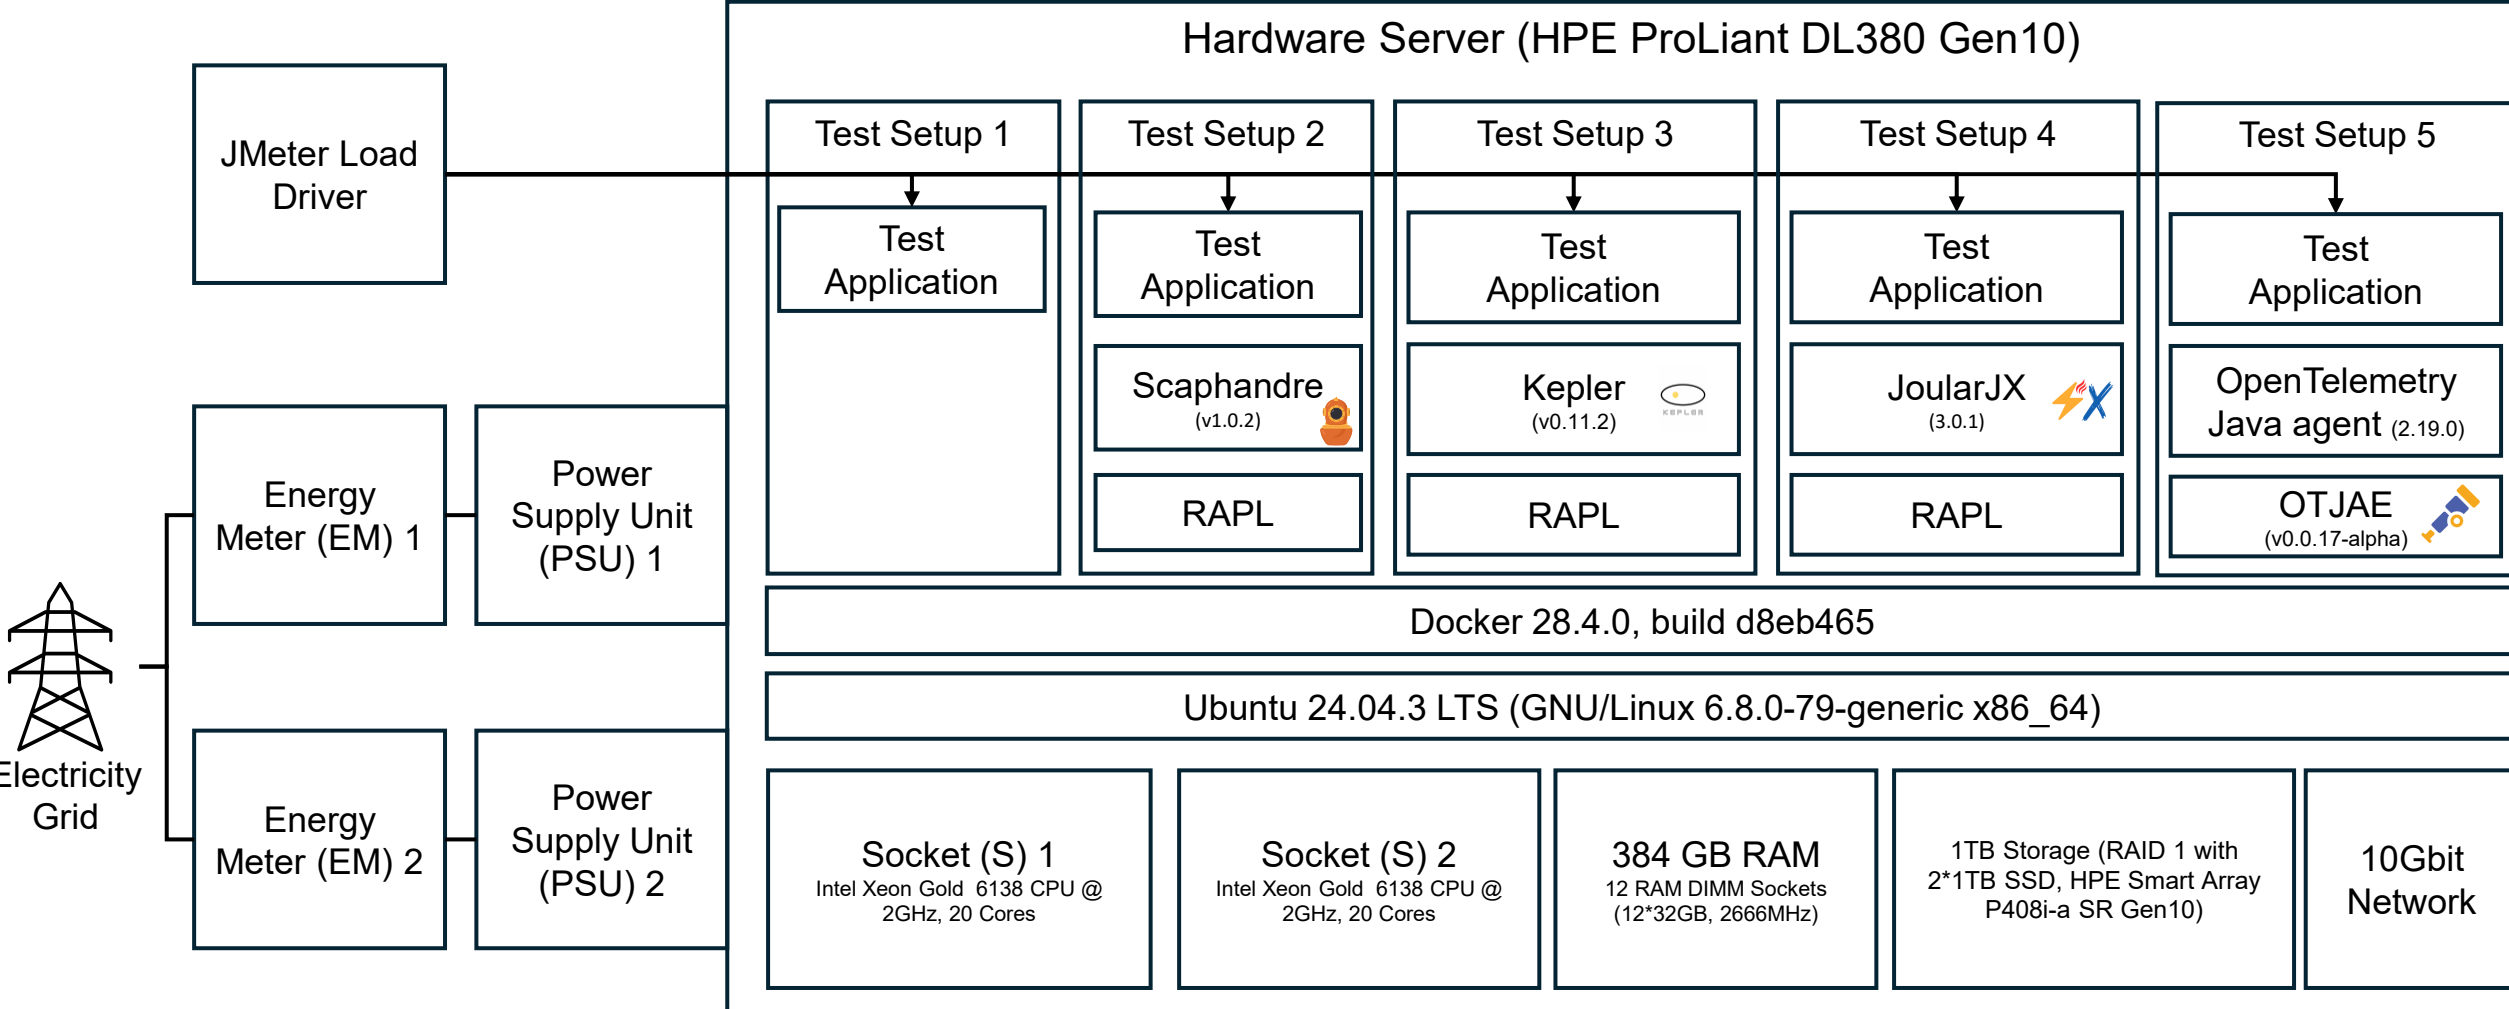 Hardware Server (HPE ProLiant DL380 Gen10)
JMeter Load
Driver
Test Setup 1
Test
Application
Test Setup 2
Test
Application
Scaphandre
(v1.0.2)
RAPL
Test Setup 3
Test
Application
Kepler
(v0.11.2)
KEPLER
RAPL
Test Setup 4
Test
Application
JoularJX
(3.0.1)
RAPL
Test Setup 5
Test
Application
OpenTelemetry
Java agent (2.19.0)
OTJAE
(v0.0.17-alpha)
Energy
Meter (EM) 1
Power
Supply Unit
(PSU) 1
Docker 28.4.0, build d8eb465
Ubuntu 24.04.3 LTS (GNU/Linux 6.8.0-79-generic x86_64)
Electricity
Grid
Energy
Meter (EM) 2
Power
Supply Unit
(PSU) 2
Socket (S) 1
Intel Xeon Gold 6138 CPU @
2GHz, 20 Cores
Socket (S) 2
Intel Xeon Gold 6138 CPU @
2GHz, 20 Cores
384 GB RAM
12 RAM DIMM Sockets
(12*32GB, 2666MHz)
1TB Storage (RAID 1 with
2*1TB SSD, HPE Smart Array
P408i-a SR Gen10)
10Gbit
Network